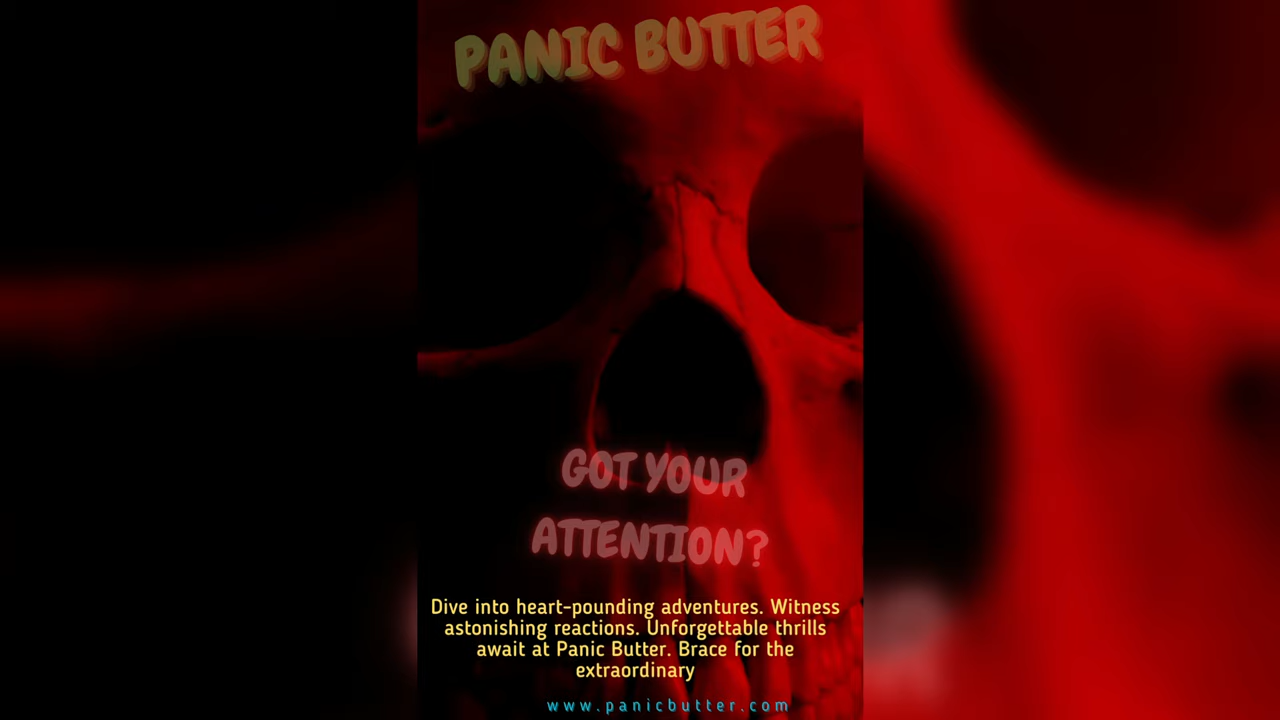 PANIC BUTTER
GOT YOUR
ATTENTION?
Dive into heart-pounding adventures. Witness
astonishing reactions. Unforgettable thrills
await at Panic Butter. Brace for the
extraordinary
www.panicbutter.com